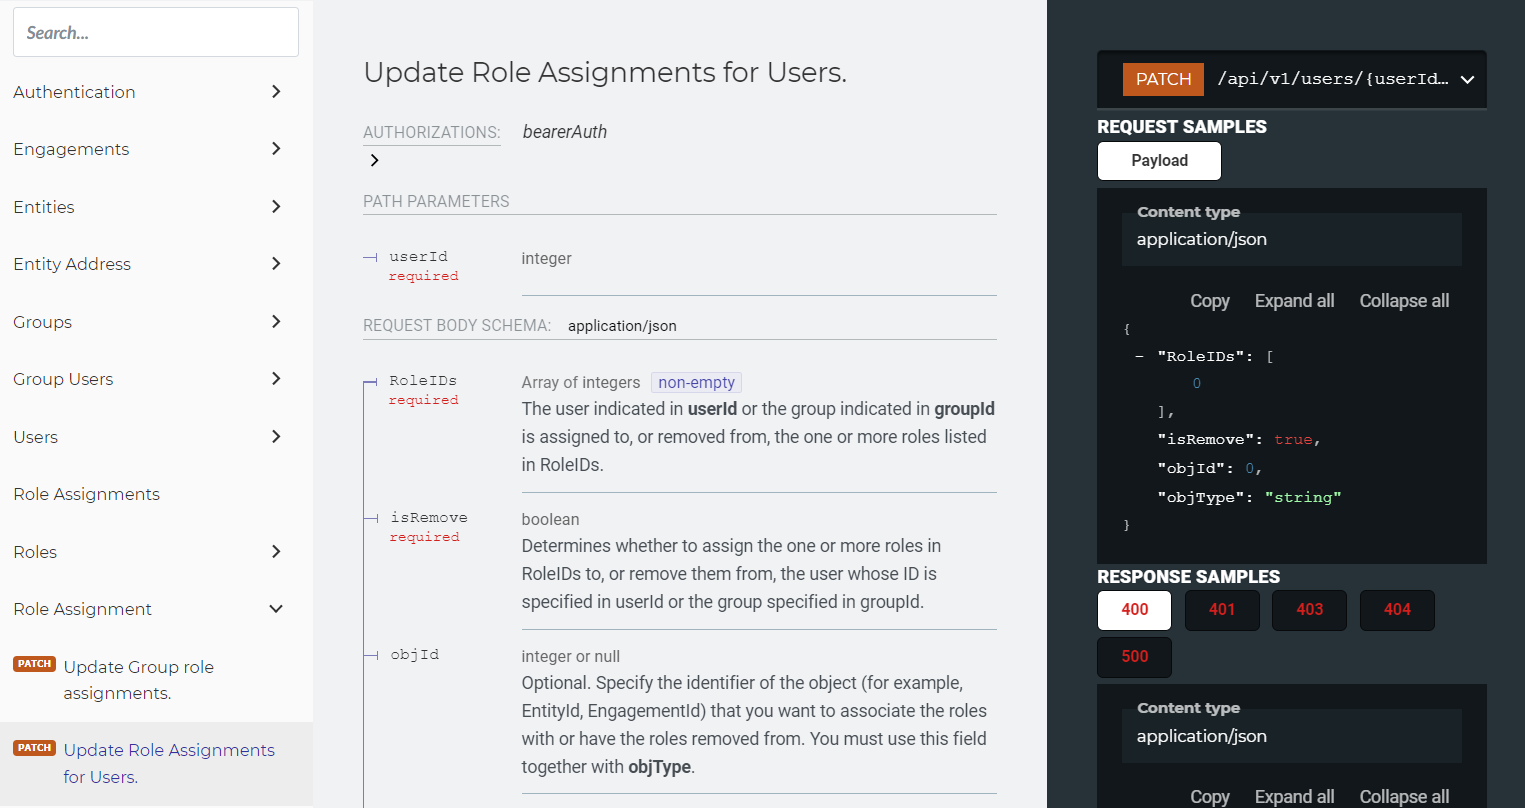 Search...
Authentication
Engagements
Entities
Entity Address
Groups
Group Users
Users
Role Assignments
Roles
Role Assignment
PATCH Update Group role
assignments.
PATCH Update Role Assignments
for Users.
Update Role Assignments for Users.
AUTHORIZATIONS: bearerAuth
PATH PARAMETERS
userId integer
required
REQUEST BODY SCHEMA: application/json
RoleIDs Array of integers non-empty
required
The user indicated in userId or the group indicated in groupId
is assigned to, or removed from, the one or more roles listed
in RoleIDs.
isRemove boolean
required
Determines whether to assign the one or more roles in
RoleIDs to, or remove them from, the user whose ID is
specified in userId or the group specified in groupId.
objId integer or null
Optional. Specify the identifier of the object (for example,
EntityId, EngagementId) that you want to associate the roles
with or have the roles removed from. You must use this field
together with objType.
PATCH /api/v1/users/{userId...
REQUEST SAMPLES
Payload
Content type
application/json
Copy Expand all Collapse all
{
– "RoleIDs": [
0
],
"isRemove": true,
"objId": 0,
"objType": "string"
}
RESPONSE SAMPLES
400 401 403 404
500
Content type
application/json
Copy Expand all Collapse all